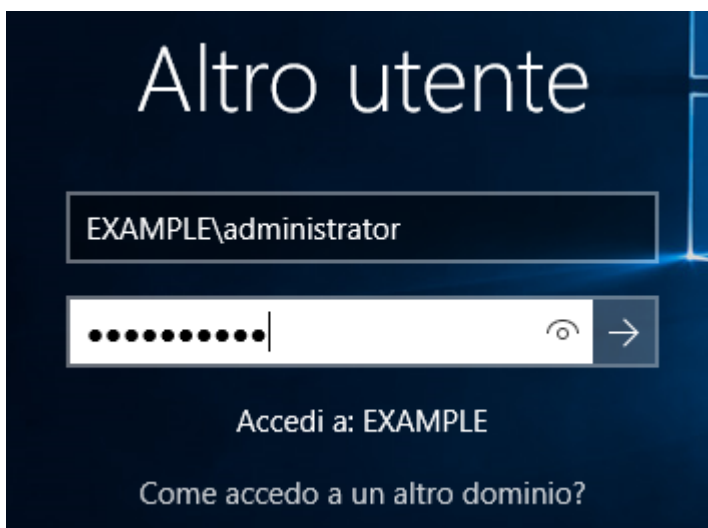 Altro utente
EXAMPLE\administrator
Accedi a: EXAMPLE
Come accedo a un altro dominio?